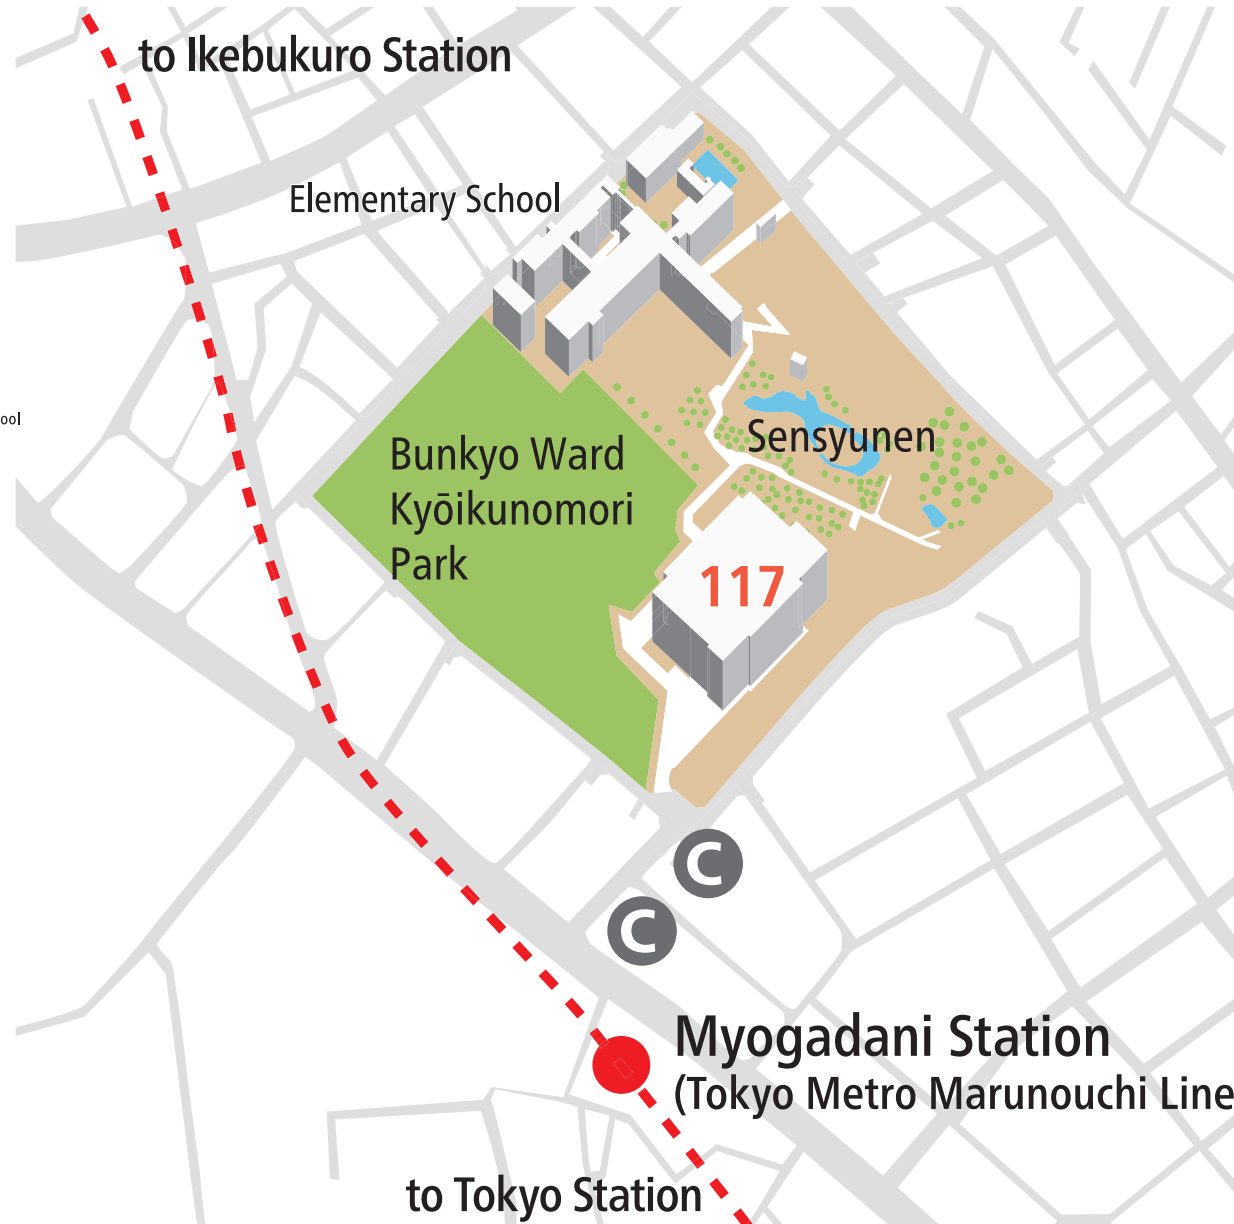 to Ikebukuro Station
Elementary School
ool
Bunkyo Ward
Kyōikunomori
Park
Sensyunen
117
C
C
Myogadani Station
(Tokyo Metro Marunouchi Line
to Tokyo Station